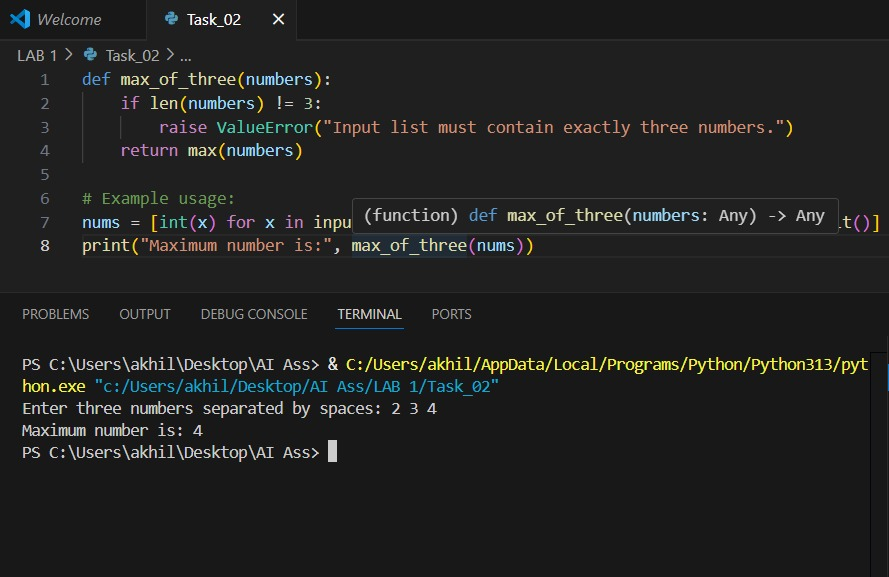 Welcome
Task_02
LAB 1 > Task_02 > ...
1 def max_of_three(numbers):
2 if len(numbers) != 3:
3 raise ValueError("Input list must contain exactly three numbers.")
4 return max(numbers)
5
6 # Example usage:
(function) def max_of_three(numbers: Any) -> Any
7 nums = [int(x) for x in inpu t()]
8 print("Maximum number is:", max_of_three(nums))
PROBLEMS OUTPUT DEBUG CONSOLE TERMINAL PORTS
PS C:\Users\akhil\Desktop\AI Ass> & C:/Users/akhil/AppData/Local/Programs/Python/Python313/pyt
hon.exe "c:/Users/akhil/Desktop/AI Ass/LAB 1/Task_02"
Enter three numbers separated by spaces: 2 3 4
Maximum number is: 4
PS C:\Users\akhil\Desktop\AI Ass>